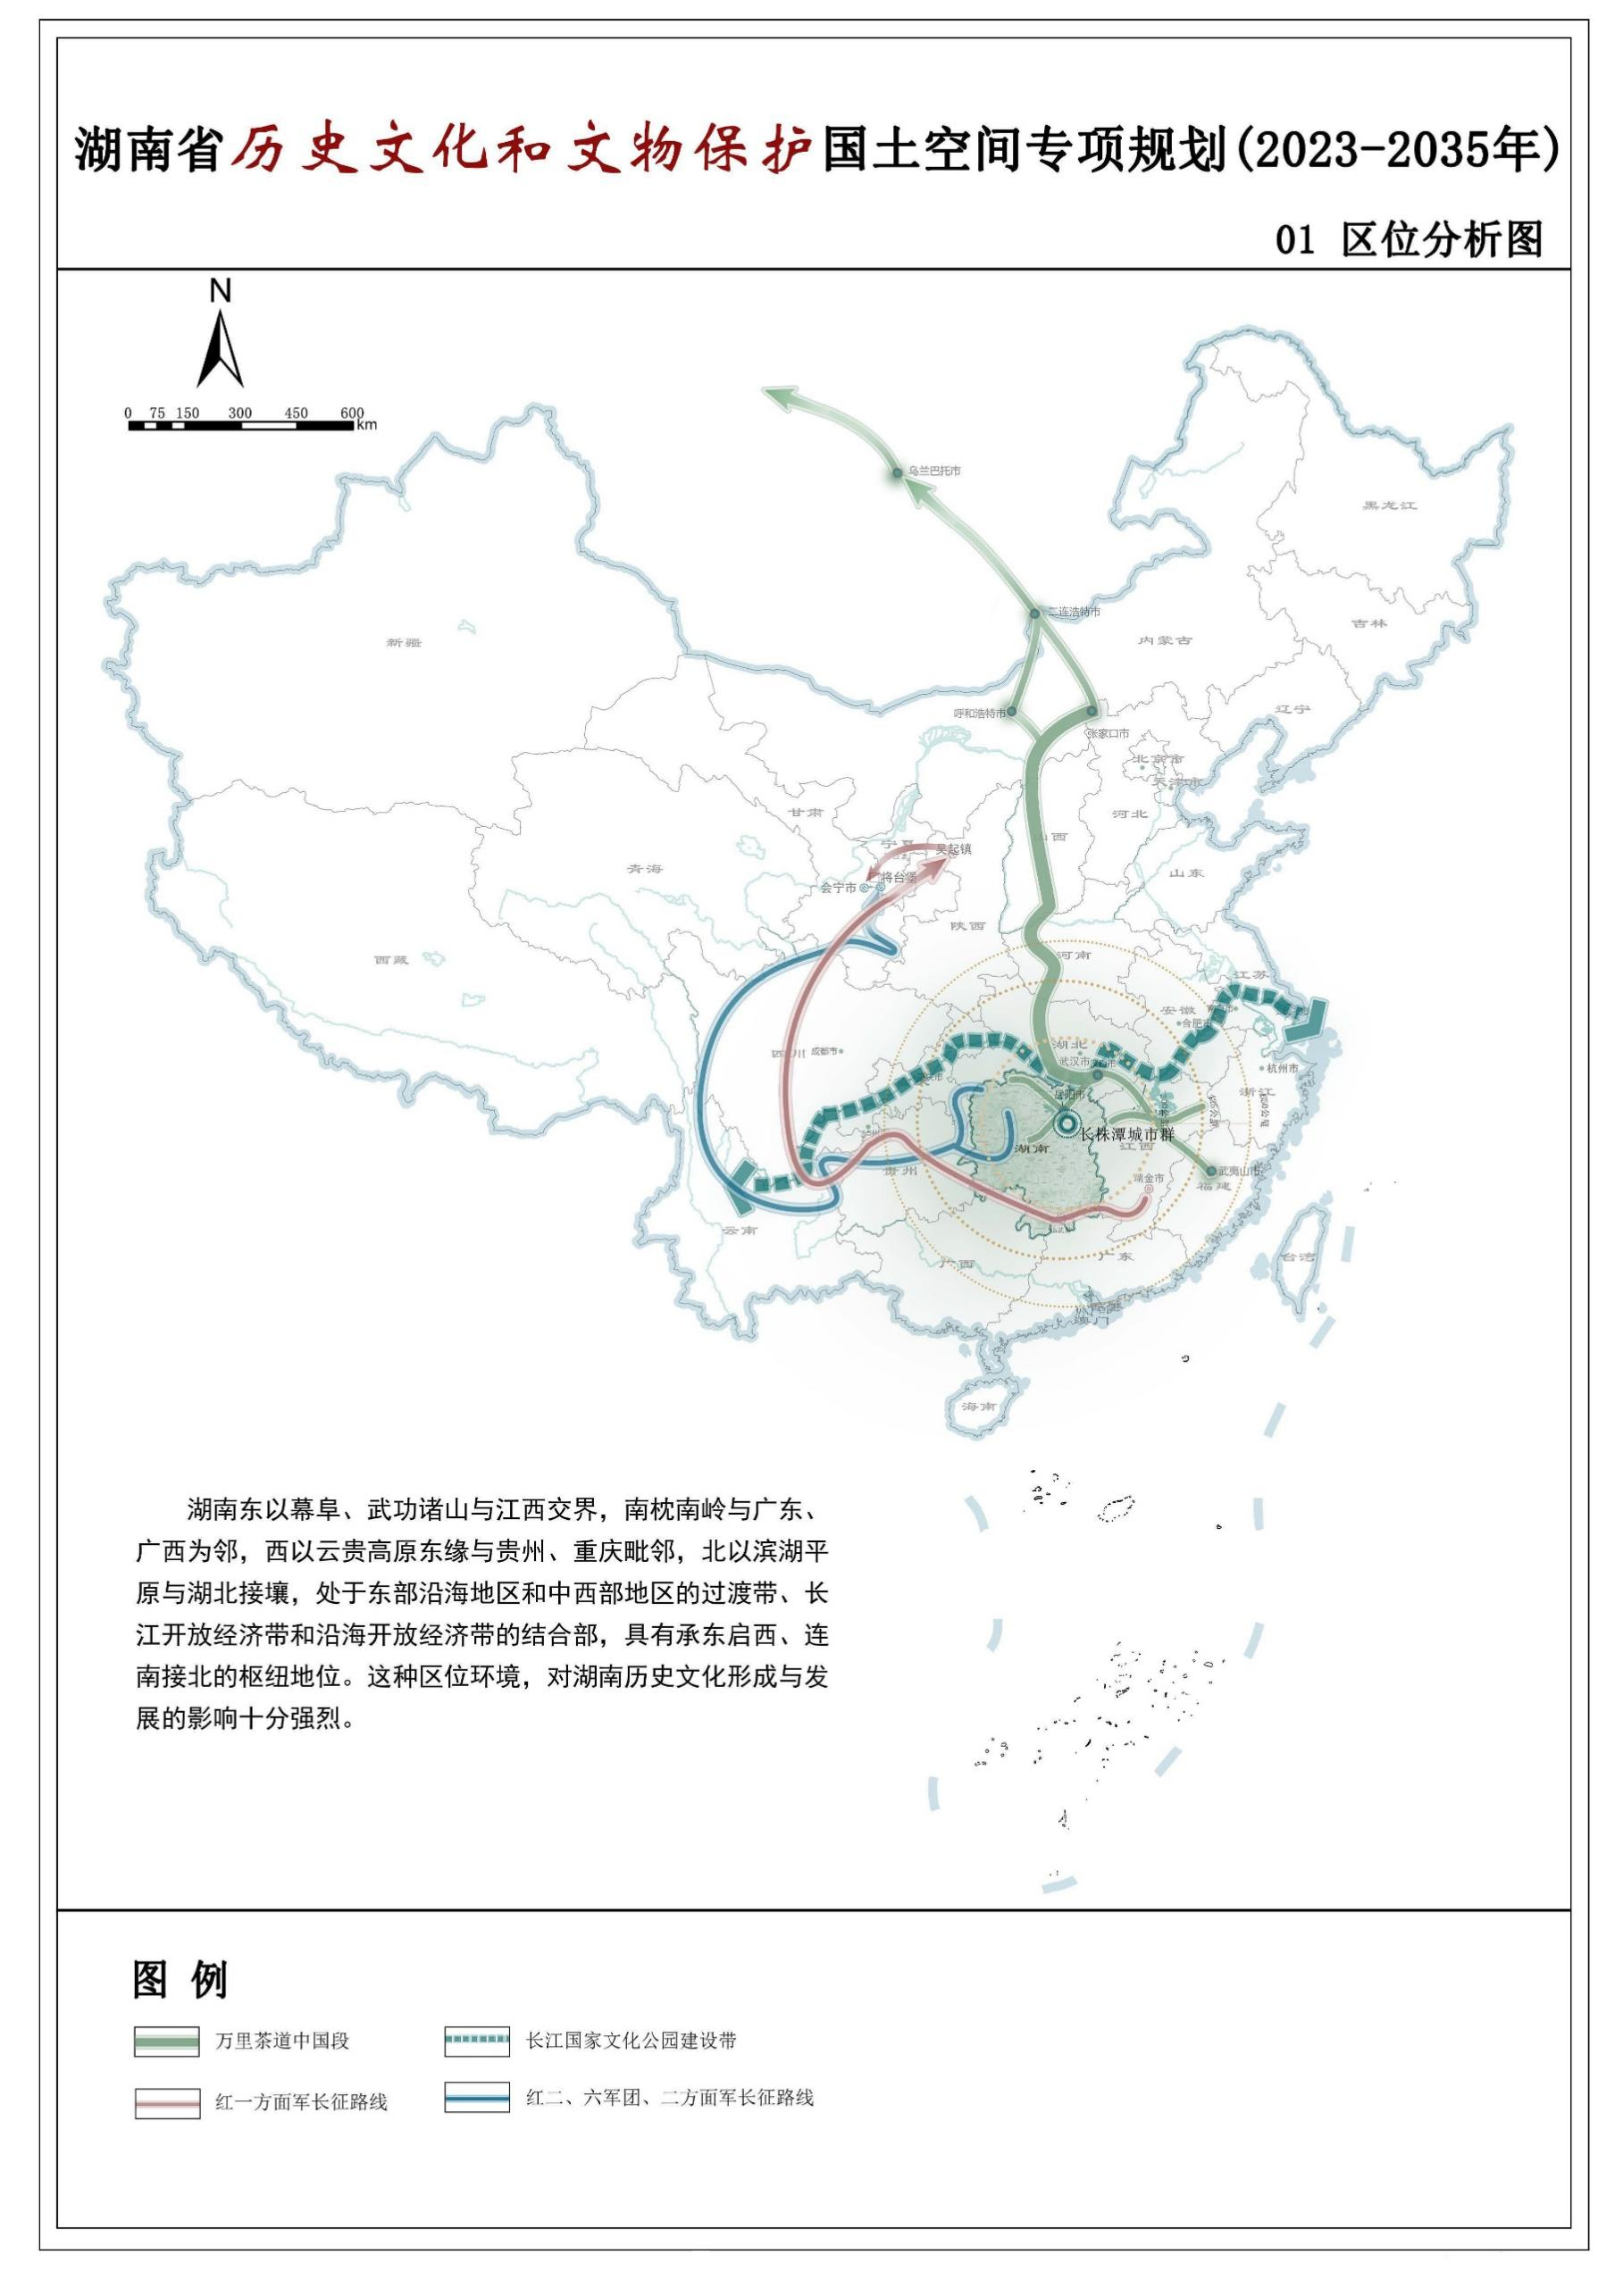 湖南省历史文化和文物保护国土空间专项规划(2023-2035年)
01 区位分析图
N
0 75 150 300 450 600
km
乌兰巴托市
黑龙江
二连浩特市
吉林
内蒙古
新疆
辽宁
呼和浩特市
张家口市
北京市
天津市
甘肃
河北
山西
宁夏
吴起镇
青海
山东
将台堡
会宁市
陕西
河南
西藏
江苏
安徽
合肥市
湖北
四川
成都市
武汉市
杭州市
浙江
岳阳市
长株潭城市群
湖南
江西
贵州
武夷山市
瑞金市
福建
云南
台湾
广东
广西
澳门
海南
湖南东以幕阜、武功诸山与江西交界，南枕南岭与广东、
广西为邻，西以云贵高原东缘与贵州、重庆毗邻，北以滨湖平
原与湖北接壤，处于东部沿海地区和中西部地区的过渡带、长
江开放经济带和沿海开放经济带的结合部，具有承东启西、连
南接北的枢纽地位。这种区位环境，对湖南历史文化形成与发
展的影响十分强烈。
图 例
万里茶道中国段
长江国家文化公园建设带
红一方面军长征路线
红二、六军团、二方面军长征路线